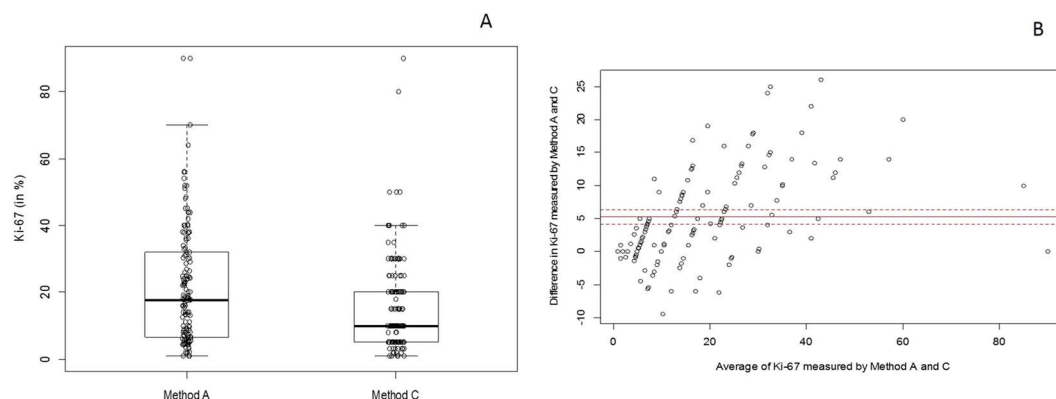 A
Ki-67 (in %)
80
60
40
20
0
Method A
Method C
B
Difference in Ki-67 measured by Method A and C
25
20
15
10
5
0
-5
-10
0
20
40
60
80
Average of Ki-67 measured by Method A and C